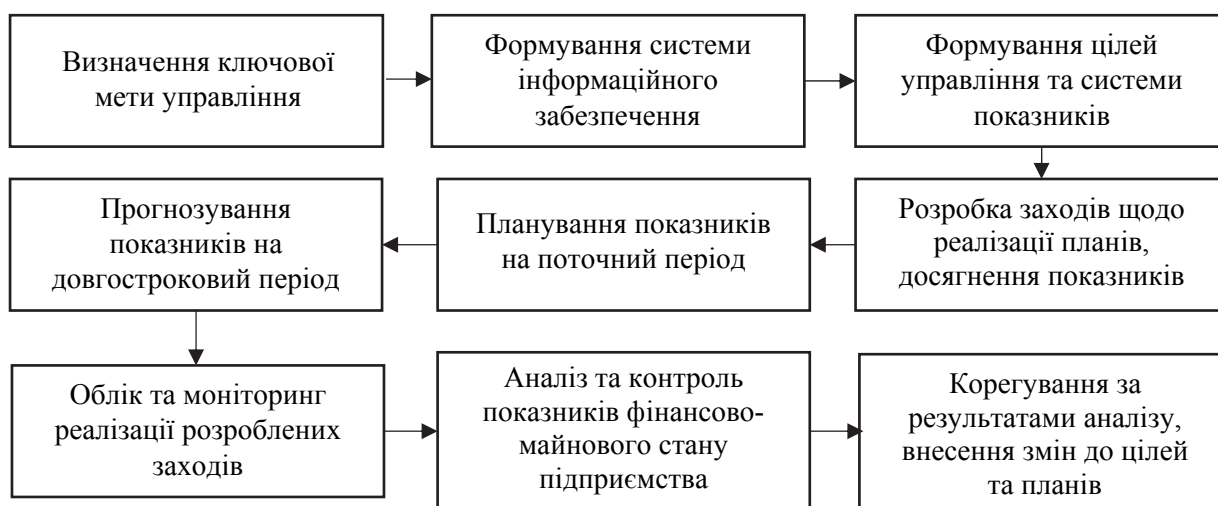 Визначення ключової
мети управління
Формування системи
інформаційного
забезпечення
Формування цілей
управління та системи
показників
Прогнозування
показників на
довгостроковий період
Планування показників
на поточний період
Розробка заходів щодо
реалізації планів,
досягнення показників
Облік та моніторинг
реалізації розроблених
заходів
Аналіз та контроль
показників фінансово-
майнового стану
підприємства
Корегування за
результатами аналізу,
внесення змін до цілей
та планів